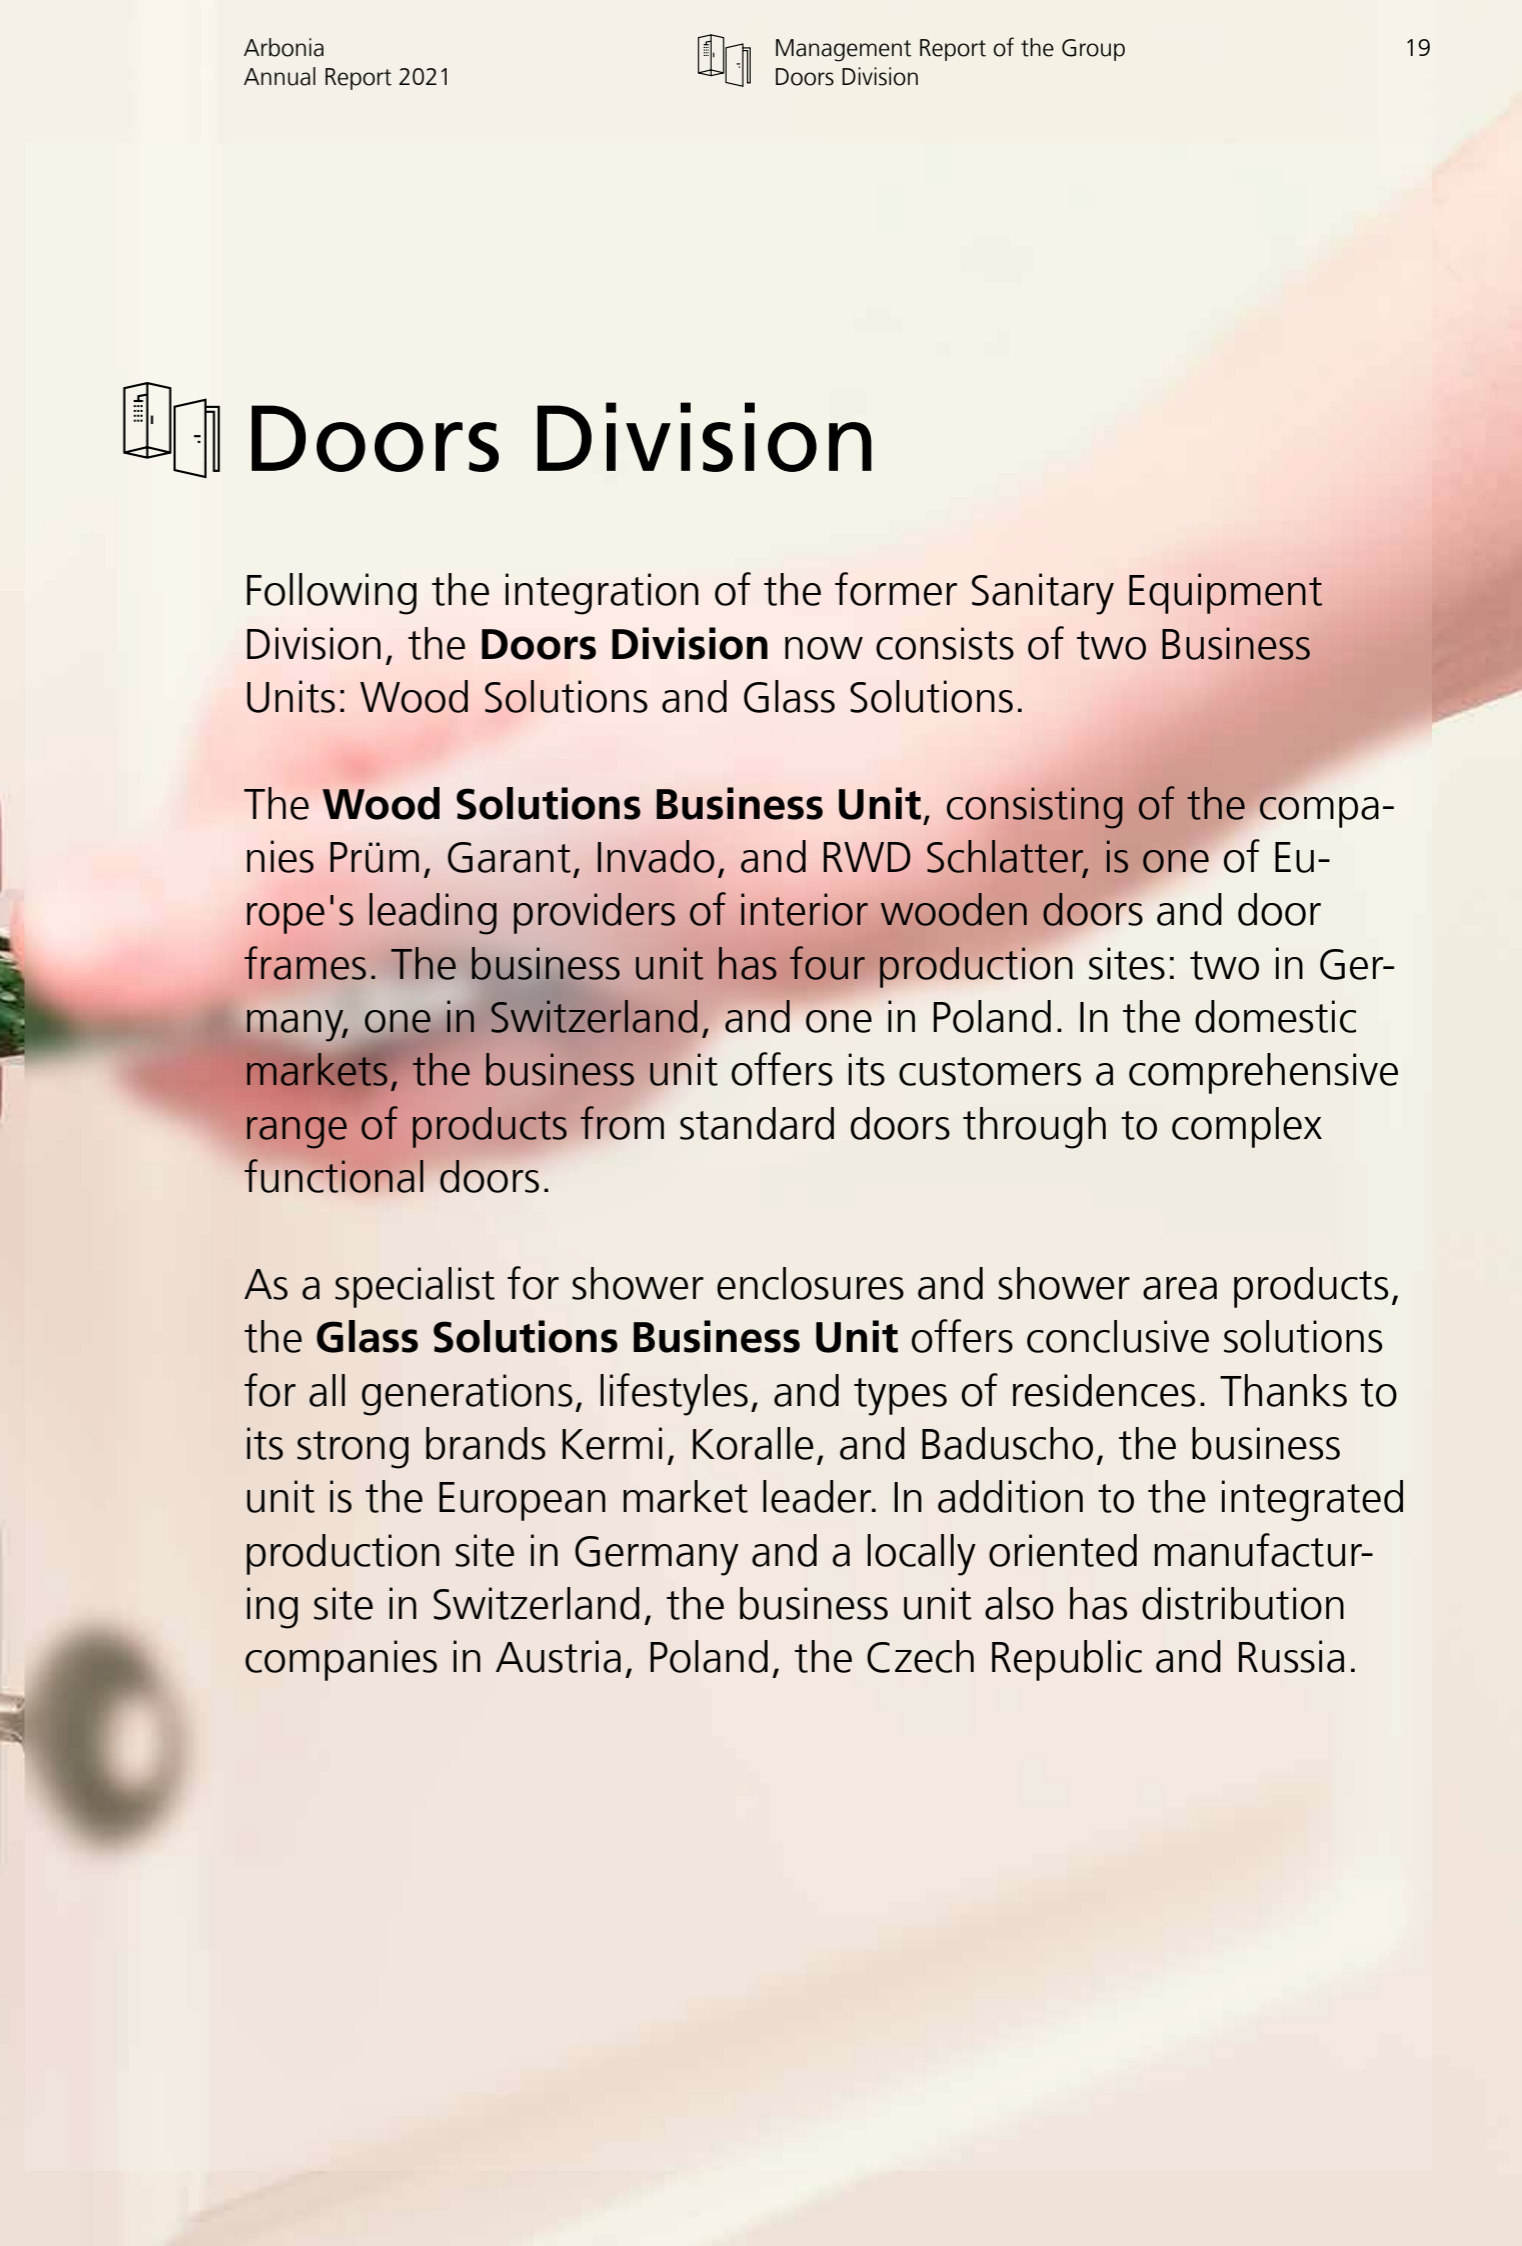 Arbonia
Annual Report 2021
Management Report of the Group
Doors Division
19
Doors Division
Following the integration of the former Sanitary Equipment
Division, the Doors Division now consists of two Business
Units: Wood Solutions and Glass Solutions.
The Wood Solutions Business Unit, consisting of the compa-
nies Prüm, Garant, Invado, and RWD Schlatter, is one of Eu-
rope's leading providers of interior wooden doors and door
frames. The business unit has four production sites: two in Ger-
many, one in Switzerland, and one in Poland. In the domestic
markets, the business unit offers its customers a comprehensive
range of products from standard doors through to complex
functional doors.
As a specialist for shower enclosures and shower area products,
the Glass Solutions Business Unit offers conclusive solutions
for all generations, lifestyles, and types of residences. Thanks to
its strong brands Kermi, Koralle, and Baduscho, the business
unit is the European market leader. In addition to the integrated
production site in Germany and a locally oriented manufactur-
ing site in Switzerland, the business unit also has distribution
companies in Austria, Poland, the Czech Republic and Russia.